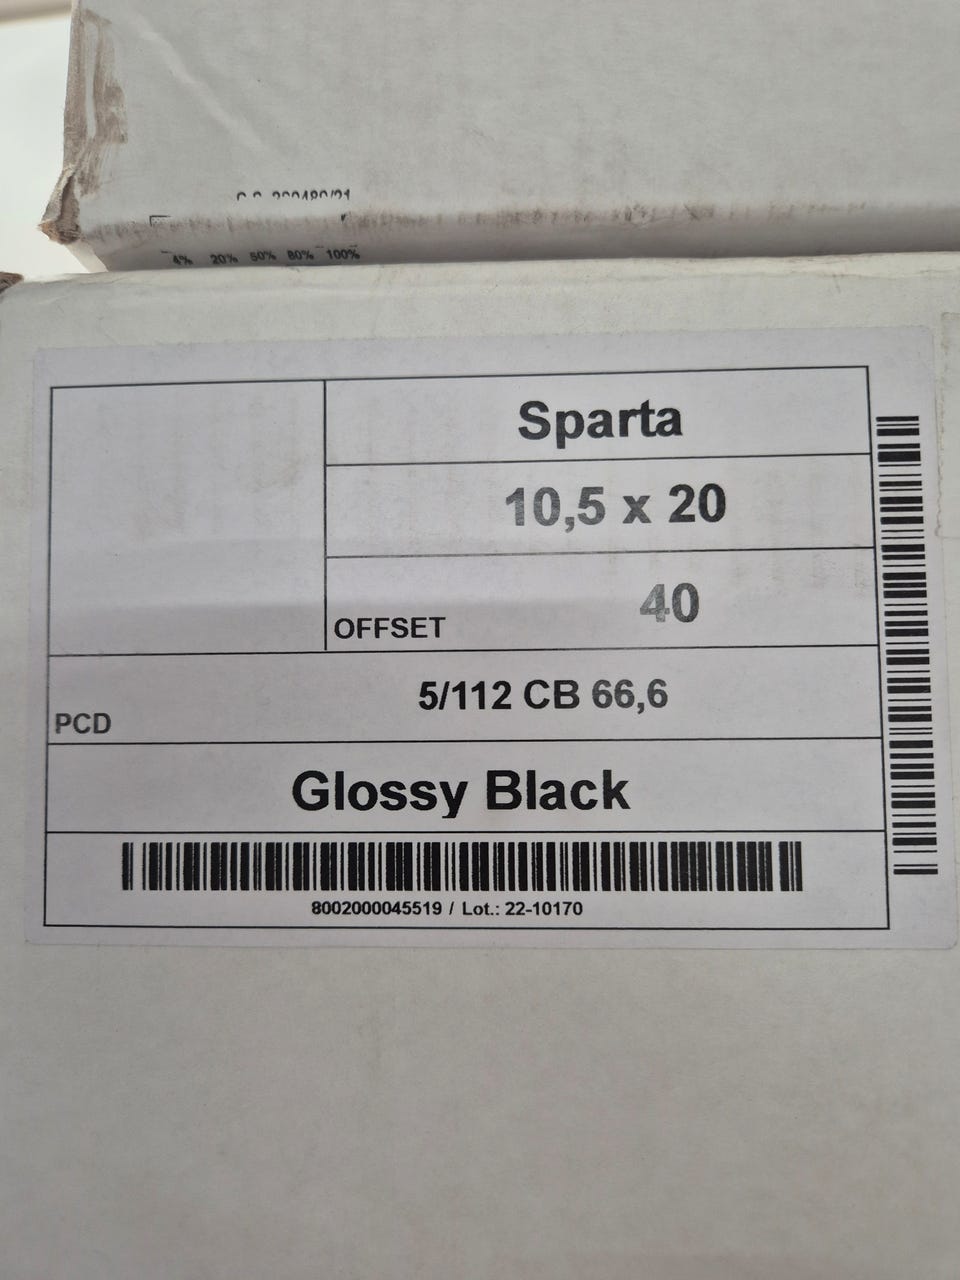 4% 20% 50% 80% 100%
Sparta
10,5 x 20
OFFSET 40
PCD 5/112 CB 66,6
Glossy Black
8002000045519 / Lot.: 22-10170